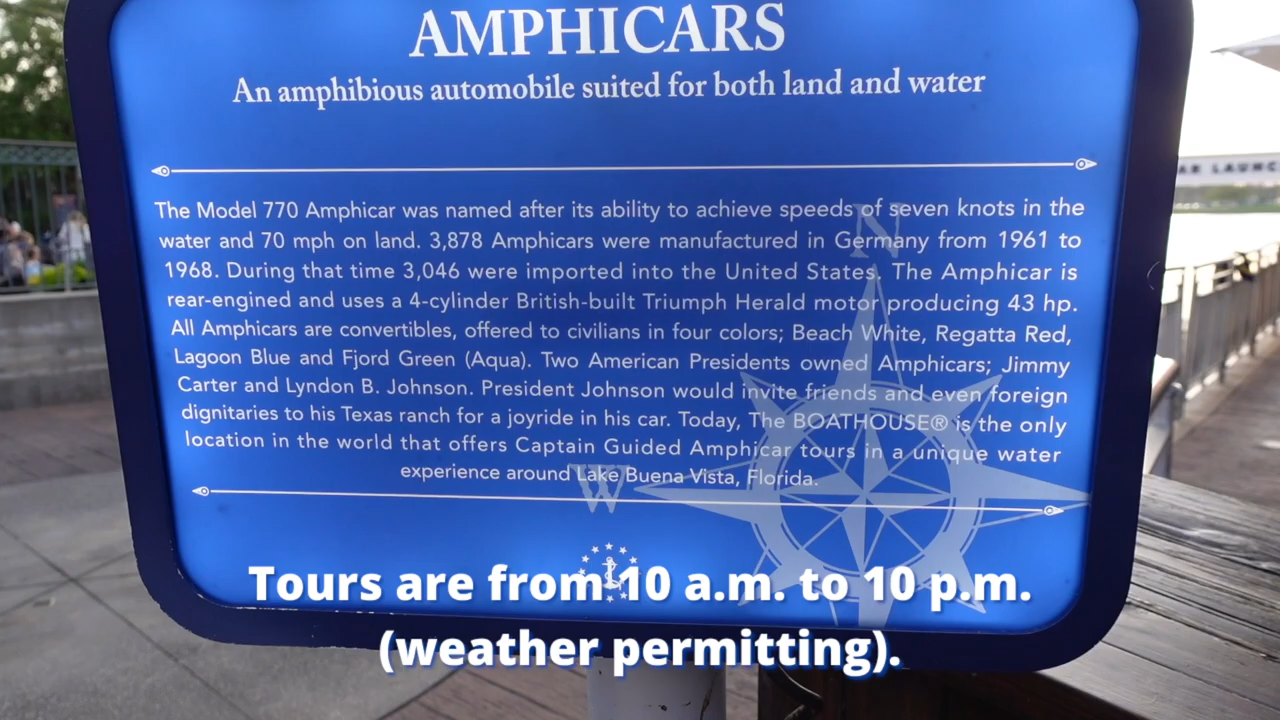 AMPHICARS
An amphibious automobile suited for both land and water
The Model 770 Amphicar was named after its ability to achieve speeds of seven knots in the
water and 70 mph on land. 3,878 Amphicars were manufactured in Germany from 1961 to
1968. During that time 3,046 were imported into the United States. The Amphicar is
rear-engined and uses a 4-cylinder British-built Triumph Herald motor producing 43 hp.
All Amphicars are convertibles, offered to civilians in four colors; Beach White, Regatta Red,
Lagoon Blue and Fjord Green (Aqua). Two American Presidents owned Amphicars; Jimmy
Carter and Lyndon B. Johnson. President Johnson would invite friends and even foreign
dignitaries to his Texas ranch for a joyride in his car. Today, The BOATHOUSE® is the only
location in the world that offers Captain Guided Amphicar tours in a unique water
experience around Lake Buena Vista, Florida.
N
W
Tours are from 10 a.m. to 10 p.m.
(weather permitting).